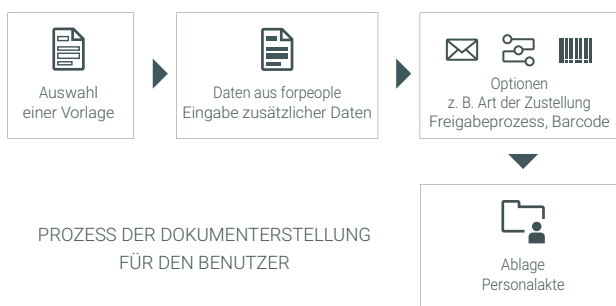 Auswahl
einer Vorlage
Daten aus forpeople
Eingabe zusätzlicher Daten
Optionen
z. B. Art der Zustellung
Freigabeprozess, Barcode
Ablage
Personalakte
PROZESS DER DOKUMENTERSTELLUNG
FÜR DEN BENUTZER